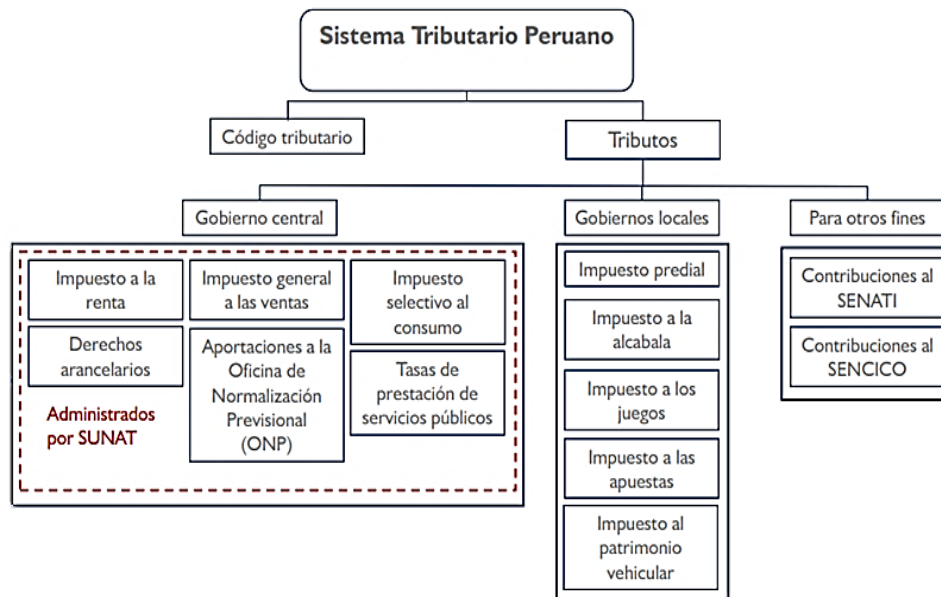 Sistema Tributario Peruano
Código tributario
Tributos
Gobierno central
Gobiernos locales
Para otros fines
Impuesto a la
renta
Impuesto general
a las ventas
Impuesto
selectivo al
consumo
Derechos
arancelarios
Aportaciones a la
Oficina de
Normalización
Previsional
(ONP)
Tasas de
prestación de
servicios públicos
Administrados
por SUNAT
Impuesto predial
Impuesto a la
alcabala
Impuesto a los
juegos
Impuesto a las
apuestas
Impuesto al
patrimonio
vehicular
Contribuciones al
SENATI
Contribuciones al
SENCICO